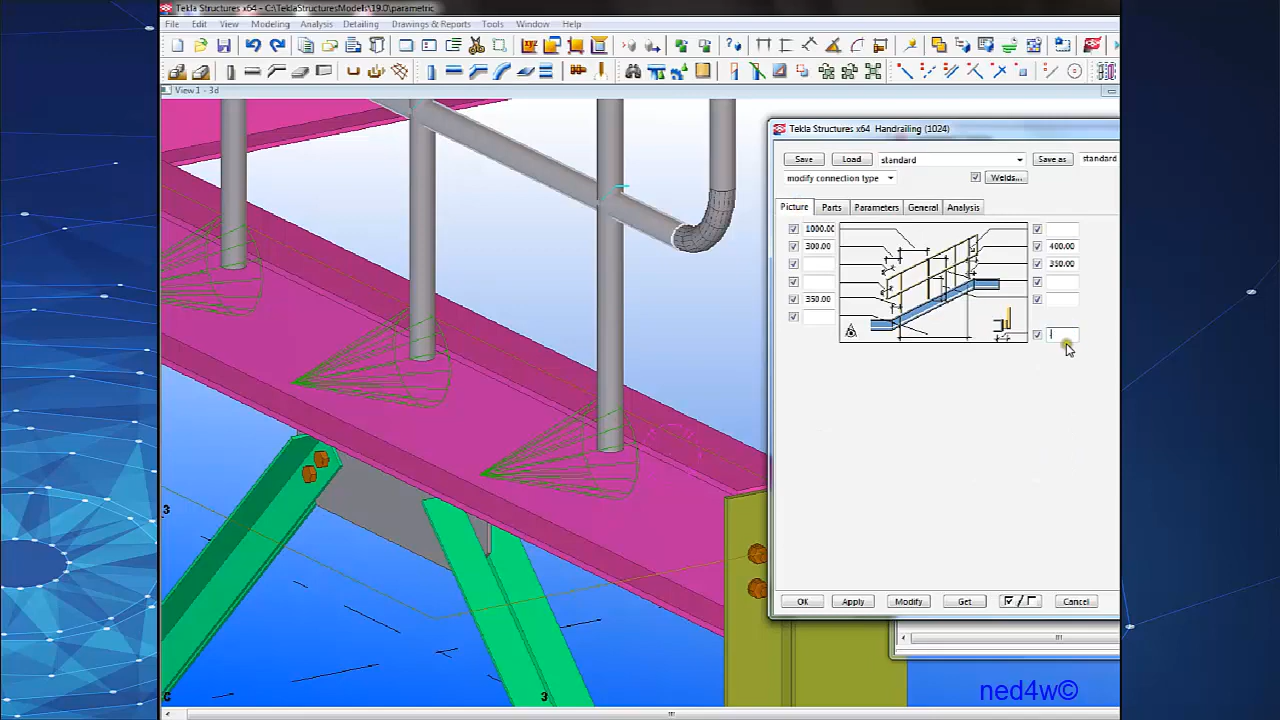 Tekla Structures x64 - C:\TeklaStructuresModels\19.0\parametric
File Edit View Modeling Analysis Detailing Drawings & Reports Tools Window Help
View 1 - 3d
Tekla Structures x64 Handrailing (1024)
Save Load standard Save as standard
modify connection type Welds...
Picture Parts Parameters General Analysis
1000.00
300.00 400.00
350.00
350.00
OK Apply Modify Get Cancel
3
C 3
ned4w©